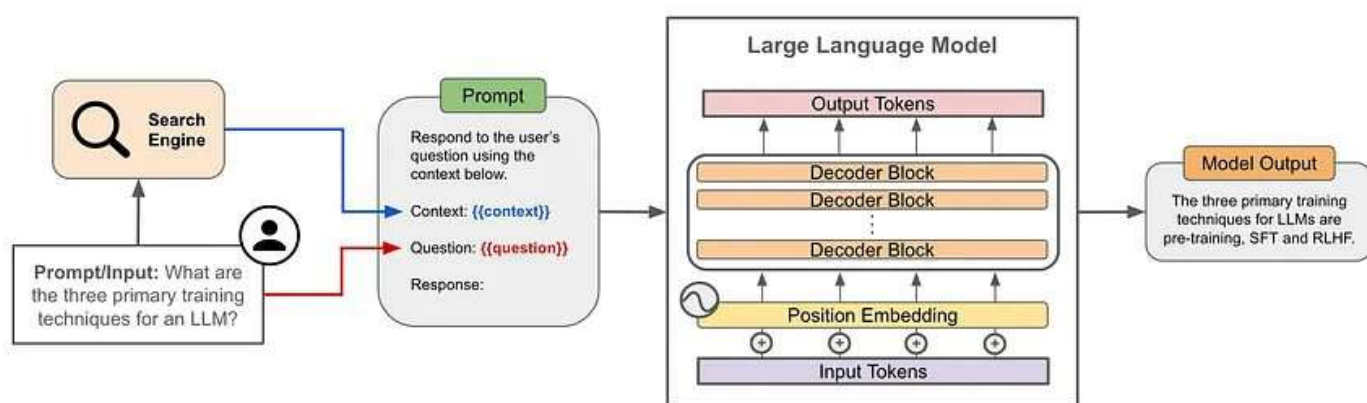 Search
Engine
Prompt/Input: What are
the three primary training
techniques for an LLM?
Prompt
Respond to the user's
question using the
context below.
Context: {{context}}
Question: {{question}}
Response:
Large Language Model
Output Tokens
Decoder Block
Decoder Block
Decoder Block
Position Embedding
Input Tokens
Model Output
The three primary training
techniques for LLMs are
pre-training, SFT and RLHF.